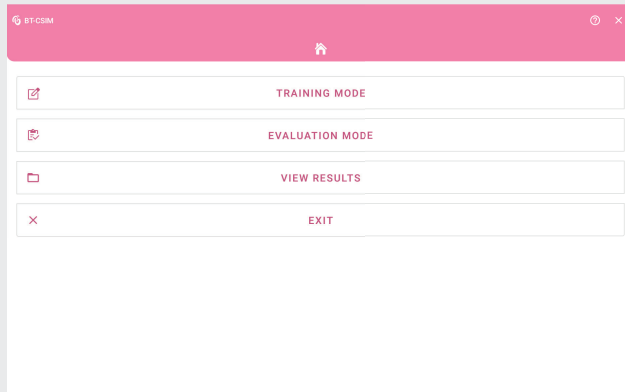 BT-CSIM
TRAINING MODE
EVALUATION MODE
VIEW RESULTS
EXIT